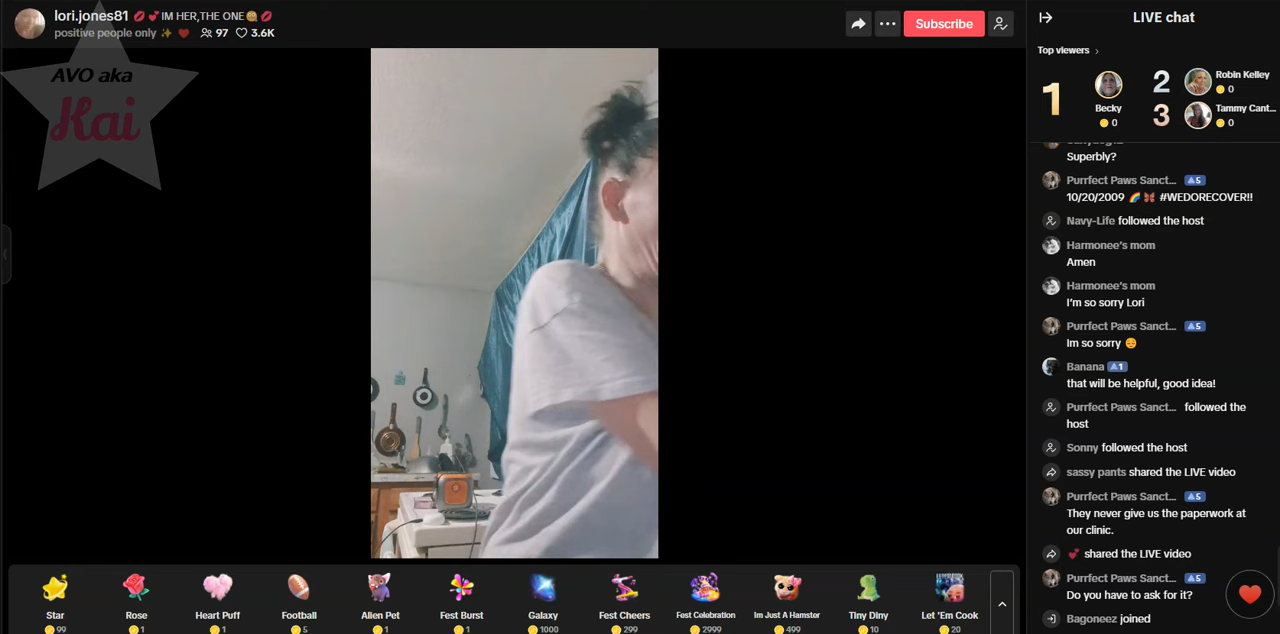 lori.jones81 💋💕IM HER,THE ONE🤗💋
positive people only ✨ ♥️ 97 3.6K
Subscribe
AVO aka
Kai
LIVE chat
Top viewers >
1 Becky 0
2 Robin Kelley 0
3 Tammy Cant... 0
Superbly?
Purrfect Paws Sanct... 5
10/20/2009 🌈🦋 #WEDORECOVER!!
Navy-Life followed the host
Harmonee's mom
Amen
Harmonee's mom
I'm so sorry Lori
Purrfect Paws Sanct... 5
Im so sorry 😔
Banana 1
that will be helpful, good idea!
Purrfect Paws Sanct... followed the
host
Sonny followed the host
sassy pants shared the LIVE video
Purrfect Paws Sanct... 5
They never give us the paperwork at
our clinic.
💕 shared the LIVE video
Purrfect Paws Sanct... 5
Do you have to ask for it?
Bagoneez joined
Star Rose Heart Puff Football Alien Pet Fest Burst Galaxy Fest Cheers Fest Celebration Im Just A Hamster Tiny Diny Let 'Em Cook
99 1 1 5 1 1 1000 299 2999 499 10 20